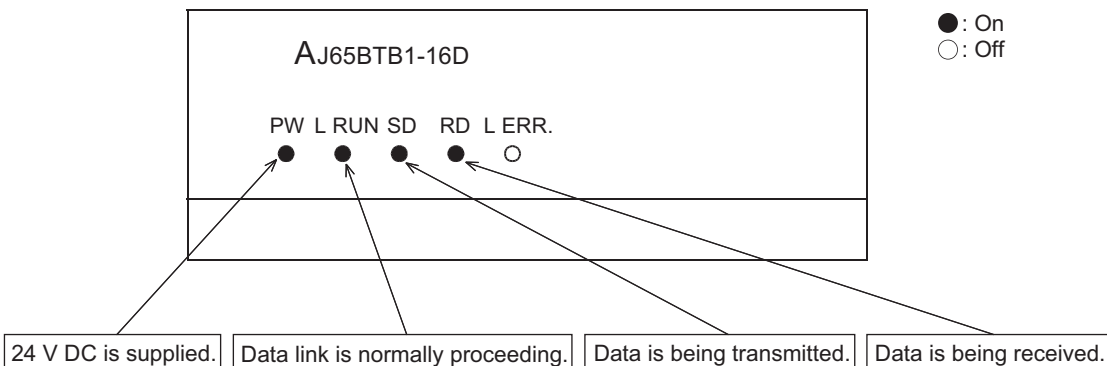 ●: On
○: Off
AJ65BTB1-16D
PW L RUN SD RD L ERR.
24 V DC is supplied.
Data link is normally proceeding.
Data is being transmitted.
Data is being received.